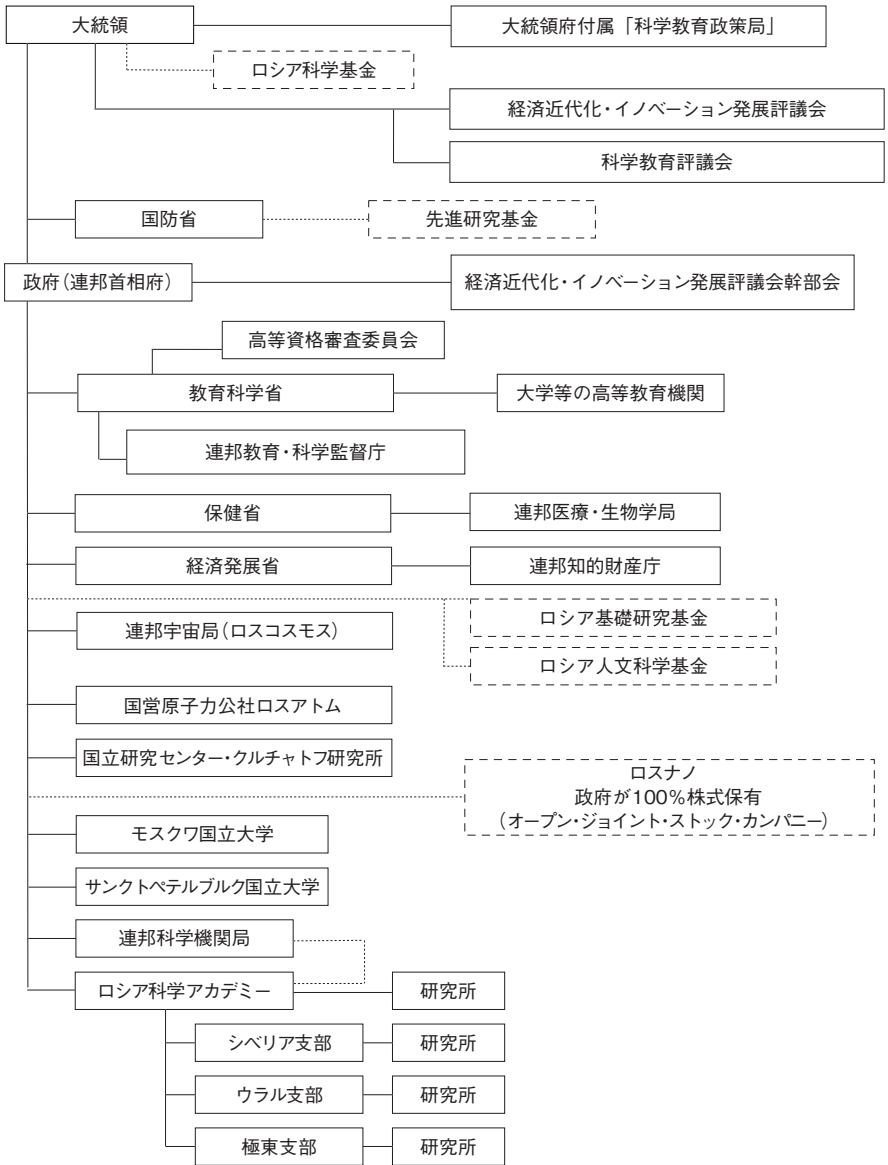 大統領
大統領府付属「科学教育政策局」
ロシア科学基金
経済近代化・イノベーション発展評議会
科学教育評議会
国防省
先進研究基金
政府(連邦首相府)
経済近代化・イノベーション発展評議会幹部会
高等資格審査委員会
教育科学省
大学等の高等教育機関
連邦教育・科学監督庁
保健省
連邦医療・生物学局
経済発展省
連邦知的財産庁
ロシア基礎研究基金
連邦宇宙局(ロスコスモス)
ロシア人文科学基金
国営原子力公社ロスアトム
国立研究センター・クルチャトフ研究所
ロスナノ
政府が100%株式保有
(オープン・ジョイント・ストック・カンパニー)
モスクワ国立大学
サンクトペテルブルク国立大学
連邦科学機関局
ロシア科学アカデミー
研究所
シベリア支部
研究所
ウラル支部
研究所
極東支部
研究所